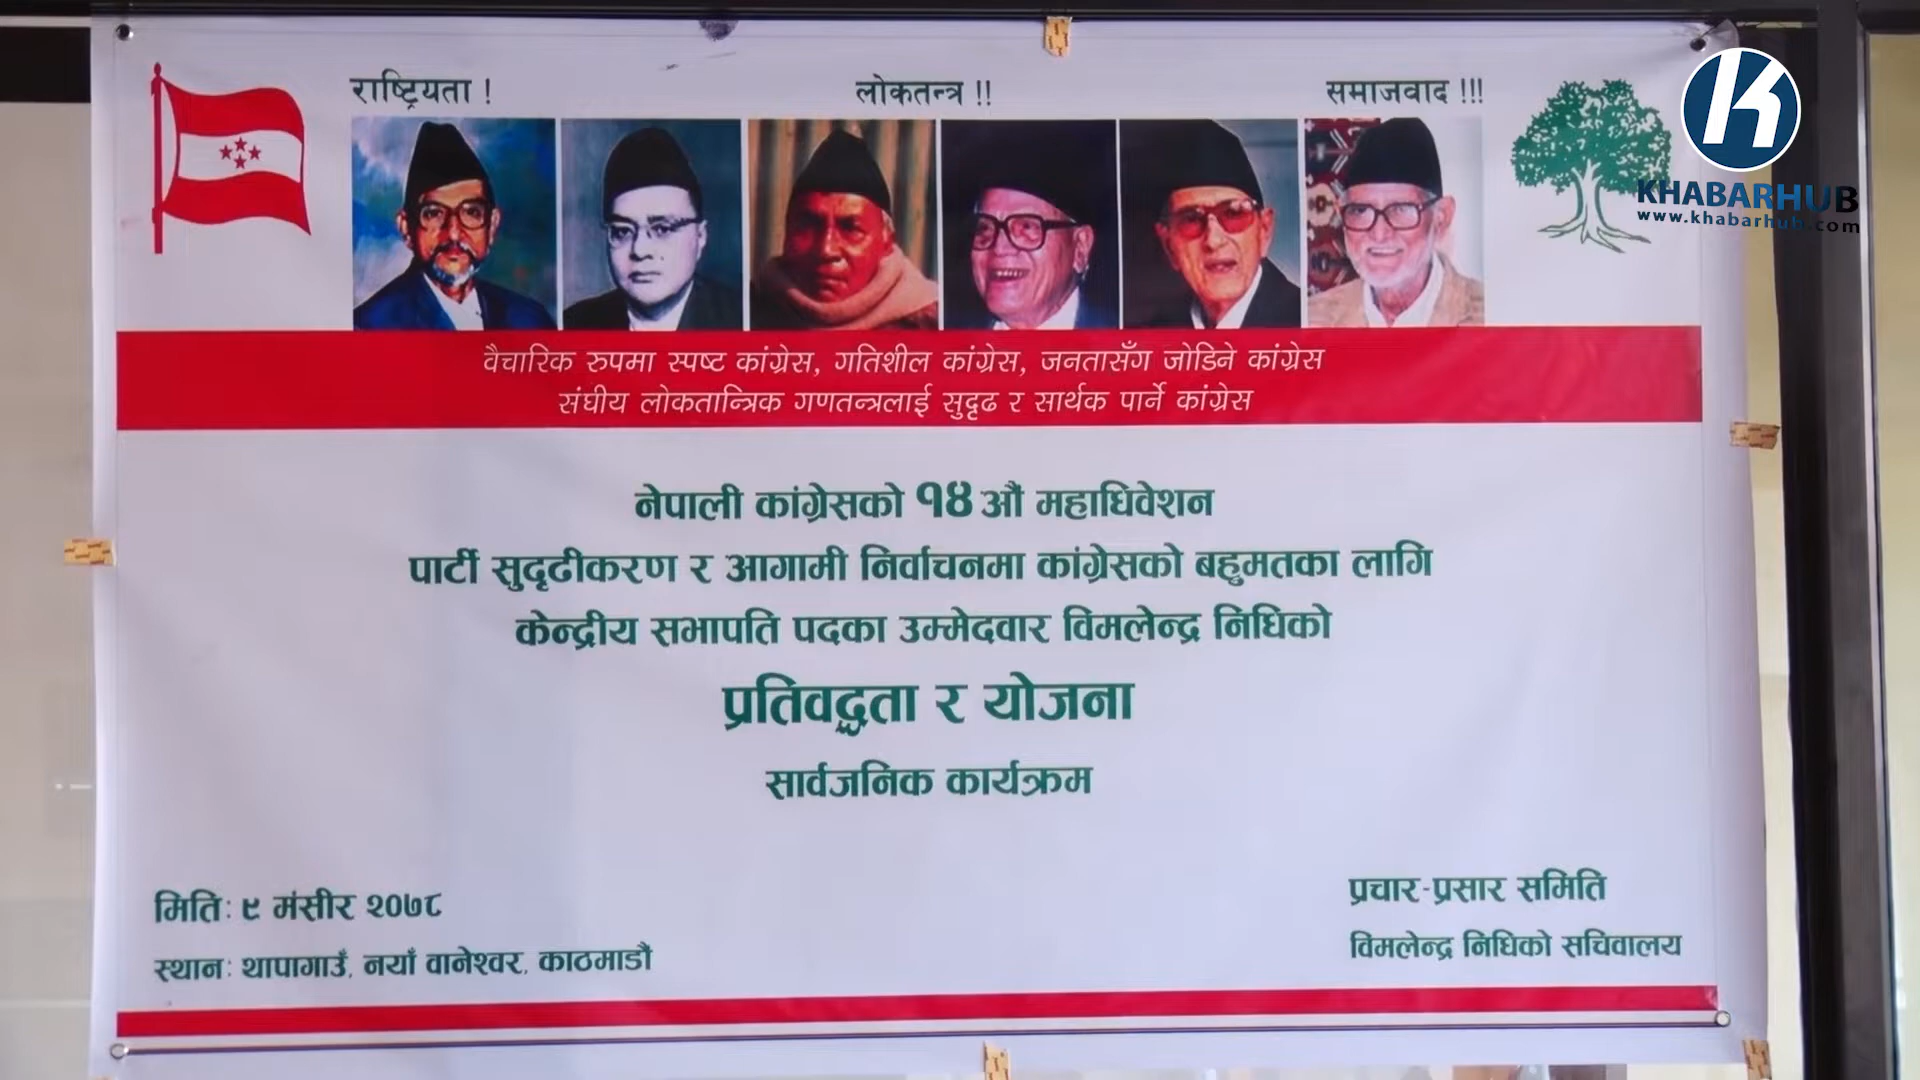 राष्ट्रियता !
लोकतन्त्र !!
समाजवाद !!!
KHABARHUB
www.khabarhub.com
वैचारिक रुपमा स्पष्ट कांग्रेस, गतिशील कांग्रेस, जनतासँग जोडिने कांग्रेस
संघीय लोकतान्त्रिक गणतन्त्रलाई सुदृढ र सार्थक पार्ने कांग्रेस
नेपाली कांग्रेसको १४ औं महाधिवेशन
पार्टी सुदृढीकरण र आगामी निर्वाचनमा कांग्रेसको बहुमतका लागि
केन्द्रीय सभापति पदका उम्मेदवार विमलेन्द्र निधिको
प्रतिवद्धता र योजना
सार्वजनिक कार्यक्रम
मिति: ९ मंसीर २०७८
स्थान: थापागाउँ, नयाँ वानेश्वर, काठमाडौं
प्रचार-प्रसार समिति
विमलेन्द्र निधिको सचिवालय